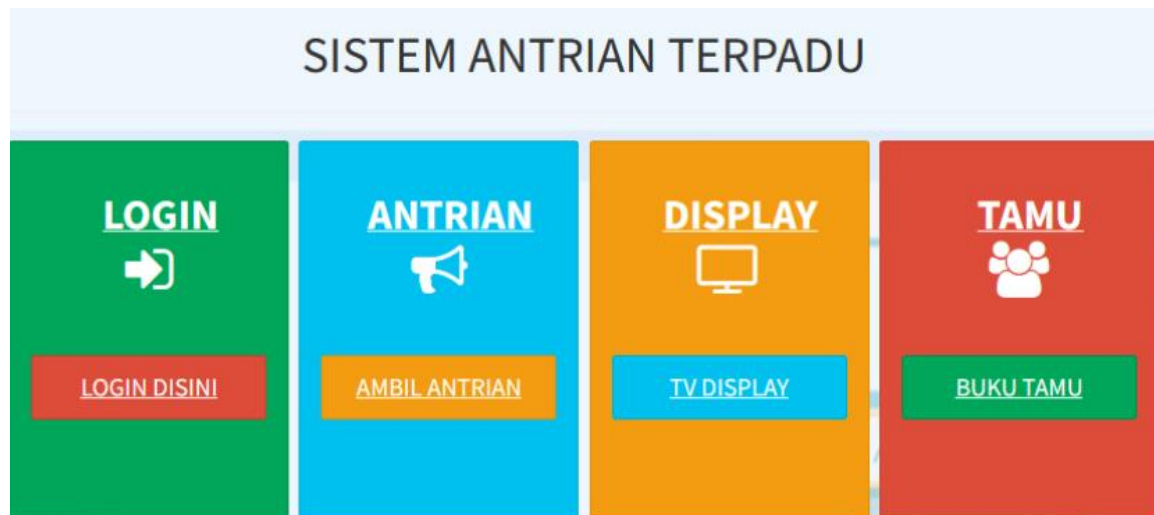 SISTEM ANTRIAN TERPADU
LOGIN
LOGIN DISINI
ANTRIAN
AMBIL ANTRIAN
DISPLAY
TV DISPLAY
TAMU
BUKU TAMU